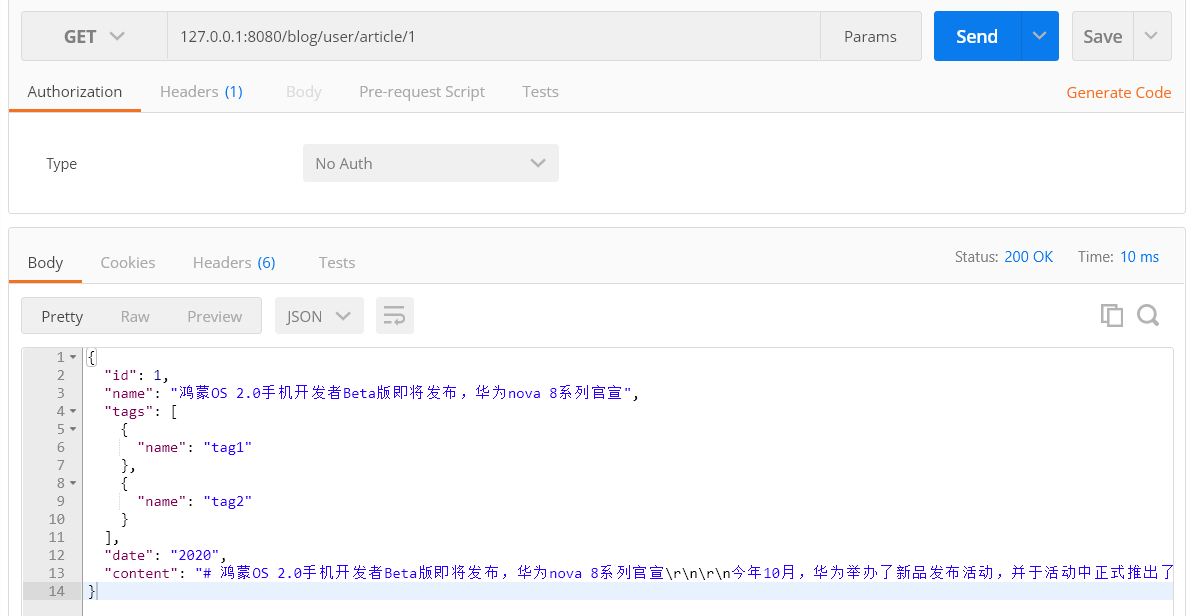 GET 127.0.0.1:8080/blog/user/article/1 Params Send Save
Authorization Headers (1) Body Pre-request Script Tests Generate Code
Type No Auth
Body Cookies Headers (6) Tests Status: 200 OK Time: 10 ms
Pretty Raw Preview JSON
1 {
2 "id": 1,
3 "name": "鸿蒙OS 2.0手机开发者Beta版即将发布，华为nova 8系列官宣",
4 "tags": [
5 {
6 "name": "tag1"
7 },
8 {
9 "name": "tag2"
10 }
11 ],
12 "date": "2020",
13 "content": "# 鸿蒙OS 2.0手机开发者Beta版即将发布，华为nova 8系列官宣\r\n\r\n今年10月，华为举办了新品发布活动，并于活动中正式推出了
14 }